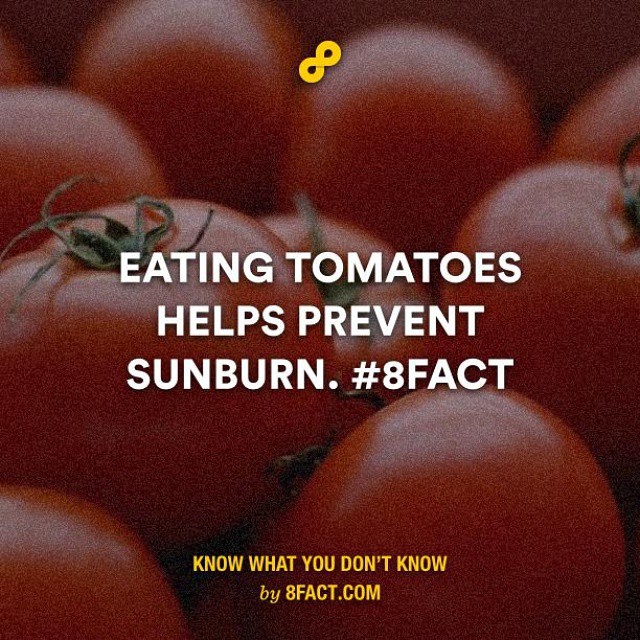 EATING TOMATOES
HELPS PREVENT
SUNBURN. #8FACT
KNOW WHAT YOU DON'T KNOW
by 8FACT.COM